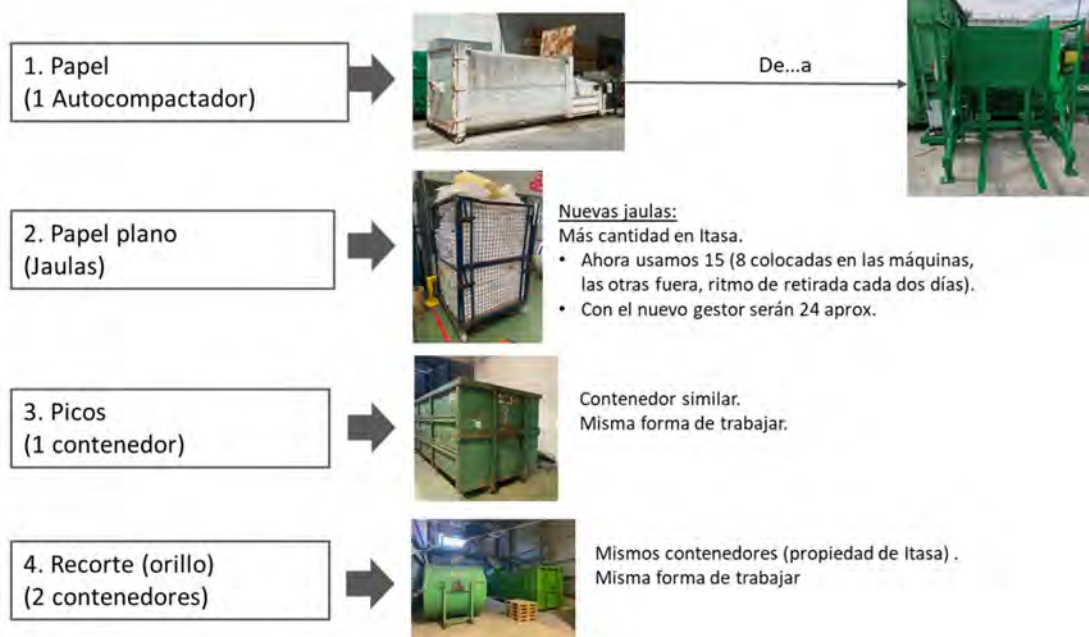 1. Papel
(1 Autocompactador)
De...a
2. Papel plano
(Jaulas)
Nuevas jaulas:
Más cantidad en Itasa.
• Ahora usamos 15 (8 colocadas en las máquinas,
las otras fuera, ritmo de retirada cada dos días).
• Con el nuevo gestor serán 24 aprox.
3. Picos
(1 contenedor)
Contenedor similar.
Misma forma de trabajar.
4. Recorte (orillo)
(2 contenedores)
Mismos contenedores (propiedad de Itasa) .
Misma forma de trabajar